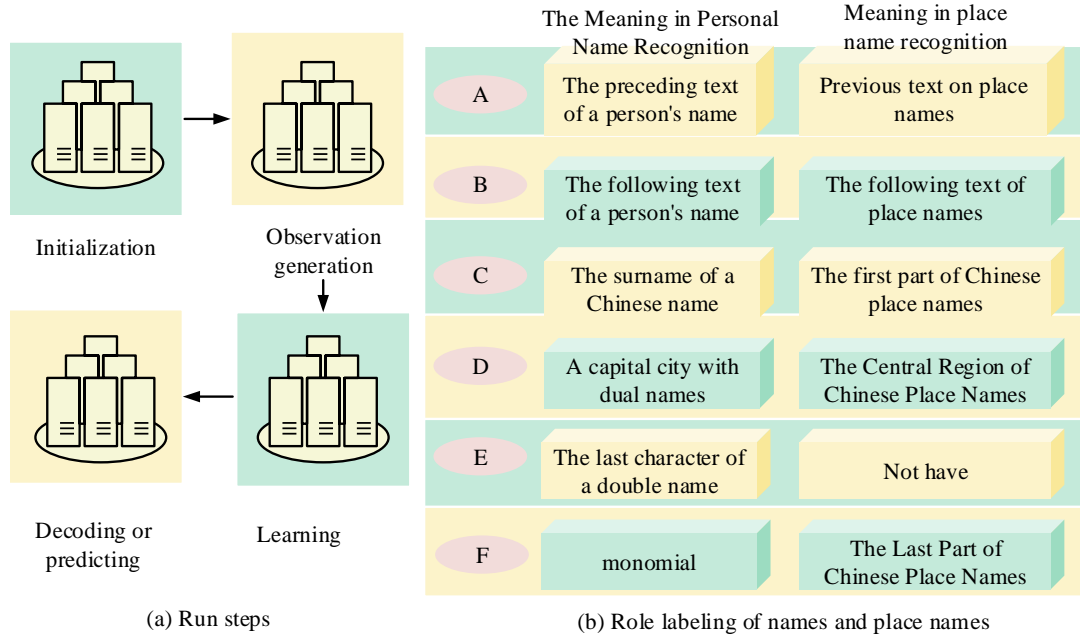 Initialization
Observation
generation
Decoding or
predicting
Learning
(a) Run steps
The Meaning in Personal
Name Recognition
Meaning in place
name recognition
A
The preceding text
of a person's name
Previous text on place
names
B
The following text
of a person's name
The following text of
place names
C
The surname of a
Chinese name
The first part of Chinese
place names
D
A capital city with
dual names
The Central Region of
Chinese Place Names
E
The last character of
a double name
Not have
F
monomial
The Last Part of
Chinese Place Names
(b) Role labeling of names and place names